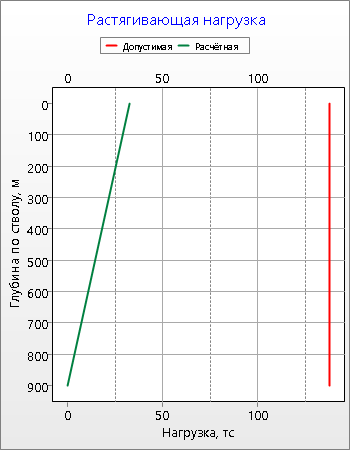 Растягивающая нагрузка
Допустимая Расчётная
0 50 100
0
100
200
300
400
500
600
700
800
900
Глубина по стволу, м
0 50 100
Нагрузка, тс